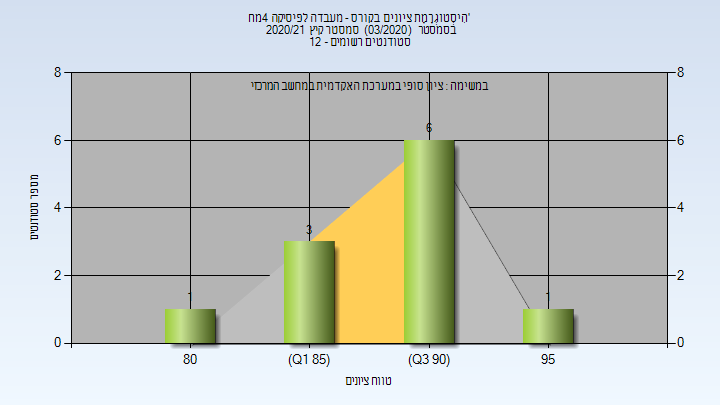 הִיסְטוֹגְרָמַת ציונים בקורס - מעבדה לפיסיקה 4מח'
בסמסטר (03/2020) סמסטר קיץ 2020/21
סטודנטים רשומים - 12
במשימה : ציון סופי במערכת האקדמית במחשב המרכזי
8
6
4
2
0
8
6
4
2
0
מספר סטודנטים
1
3
6
1
80
(Q1 85)
(Q3 90)
95
טווח ציונים